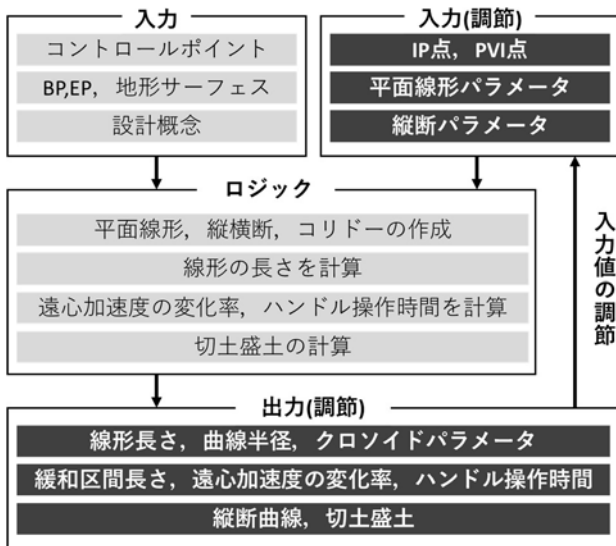 入力
コントロールポイント
BP,EP, 地形サーフェス
設計概念
入力(調節)
IP点, PVI点
平面線形パラメータ
縦断パラメータ
ロジック
平面線形, 縦横断, コリドーの作成
線形の長さを計算
遠心加速度の変化率, ハンドル操作時間を計算
切土盛土の計算
入力値の調節
出力(調節)
線形長さ, 曲線半径, クロソイドパラメータ
緩和区間長さ, 遠心加速度の変化率, ハンドル操作時間
縦断曲線, 切土盛土